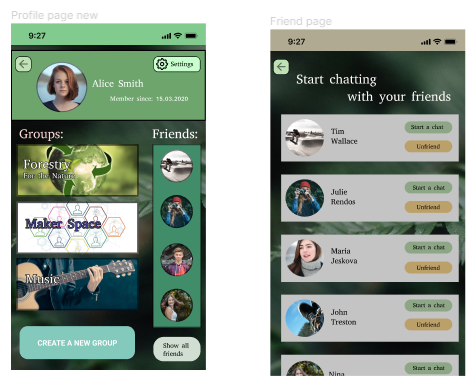 Profile page new
9:27
Settings
Alice Smith
Member since: 15.03.2020
Groups:
Friends:
Forestry
For the Nature
Maker Space
Music
CREATE A NEW GROUP
Show all
friends
Friend page
9:27
Start chatting
with your friends
Tim
Wallace
Start a chat
Unfriend
Julie
Rendos
Start a chat
Unfriend
Maria
Jeskova
Start a chat
Unfriend
John
Treston
Start a chat
Unfriend
Nina
Start a chat